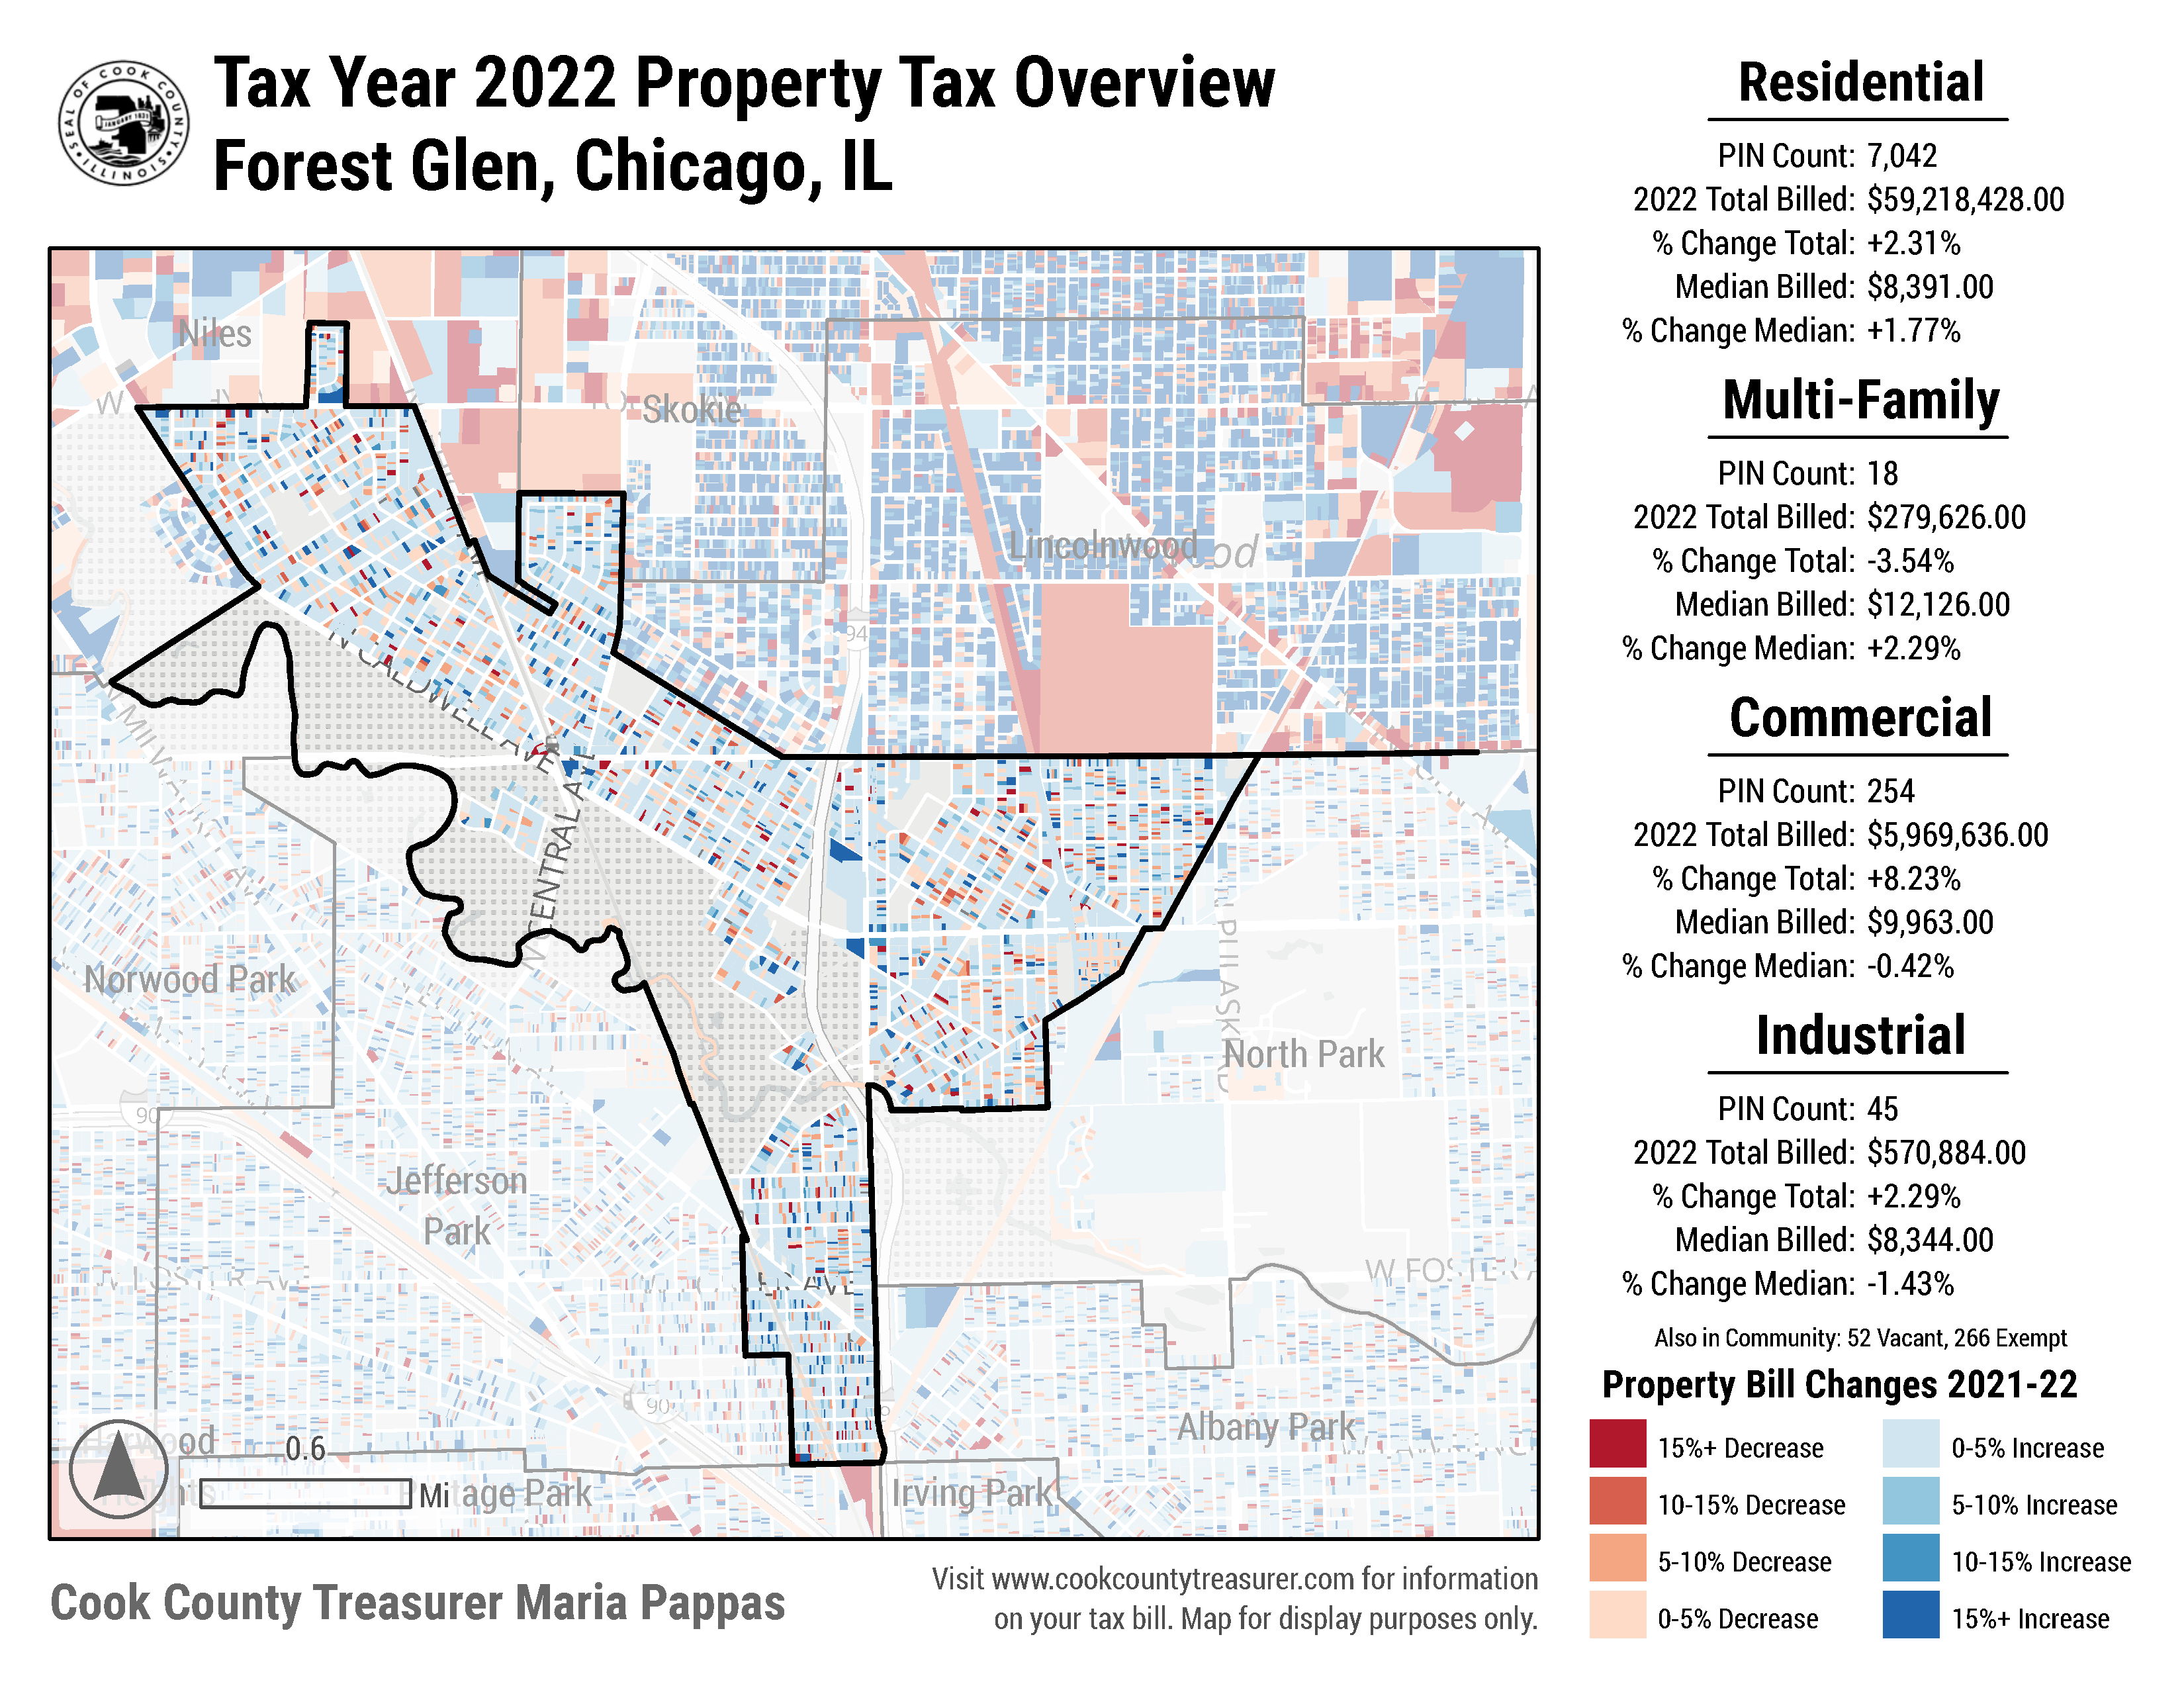 Tax Year 2022 Property Tax Overview
Forest Glen, Chicago, IL
SEAL OF COOK COUNTY
ILLINOIS
JANUARY 1831
Niles
Skokie
Lincolnwood
94
N CALDWELL AVE
N CENTRAL AVE
Norwood Park
North Park
90
Jefferson
Park
W FOSTER AVE
W FOSTER A
90
Albany Park
Irving Park
Portage Park
Harwood
Heights
0.6
Mi
Residential
PIN Count: 7,042
2022 Total Billed: $59,218,428.00
% Change Total: +2.31%
Median Billed: $8,391.00
% Change Median: +1.77%
Multi-Family
PIN Count: 18
2022 Total Billed: $279,626.00
% Change Total: -3.54%
Median Billed: $12,126.00
% Change Median: +2.29%
Commercial
PIN Count: 254
2022 Total Billed: $5,969,636.00
% Change Total: +8.23%
Median Billed: $9,963.00
% Change Median: -0.42%
Industrial
PIN Count: 45
2022 Total Billed: $570,884.00
% Change Total: +2.29%
Median Billed: $8,344.00
% Change Median: -1.43%
Also in Community: 52 Vacant, 266 Exempt
Property Bill Changes 2021-22
15%+ Decrease
0-5% Increase
10-15% Decrease
5-10% Increase
5-10% Decrease
10-15% Increase
0-5% Decrease
15%+ Increase
Cook County Treasurer Maria Pappas
Visit www.cookcountytreasurer.com for information
on your tax bill. Map for display purposes only.